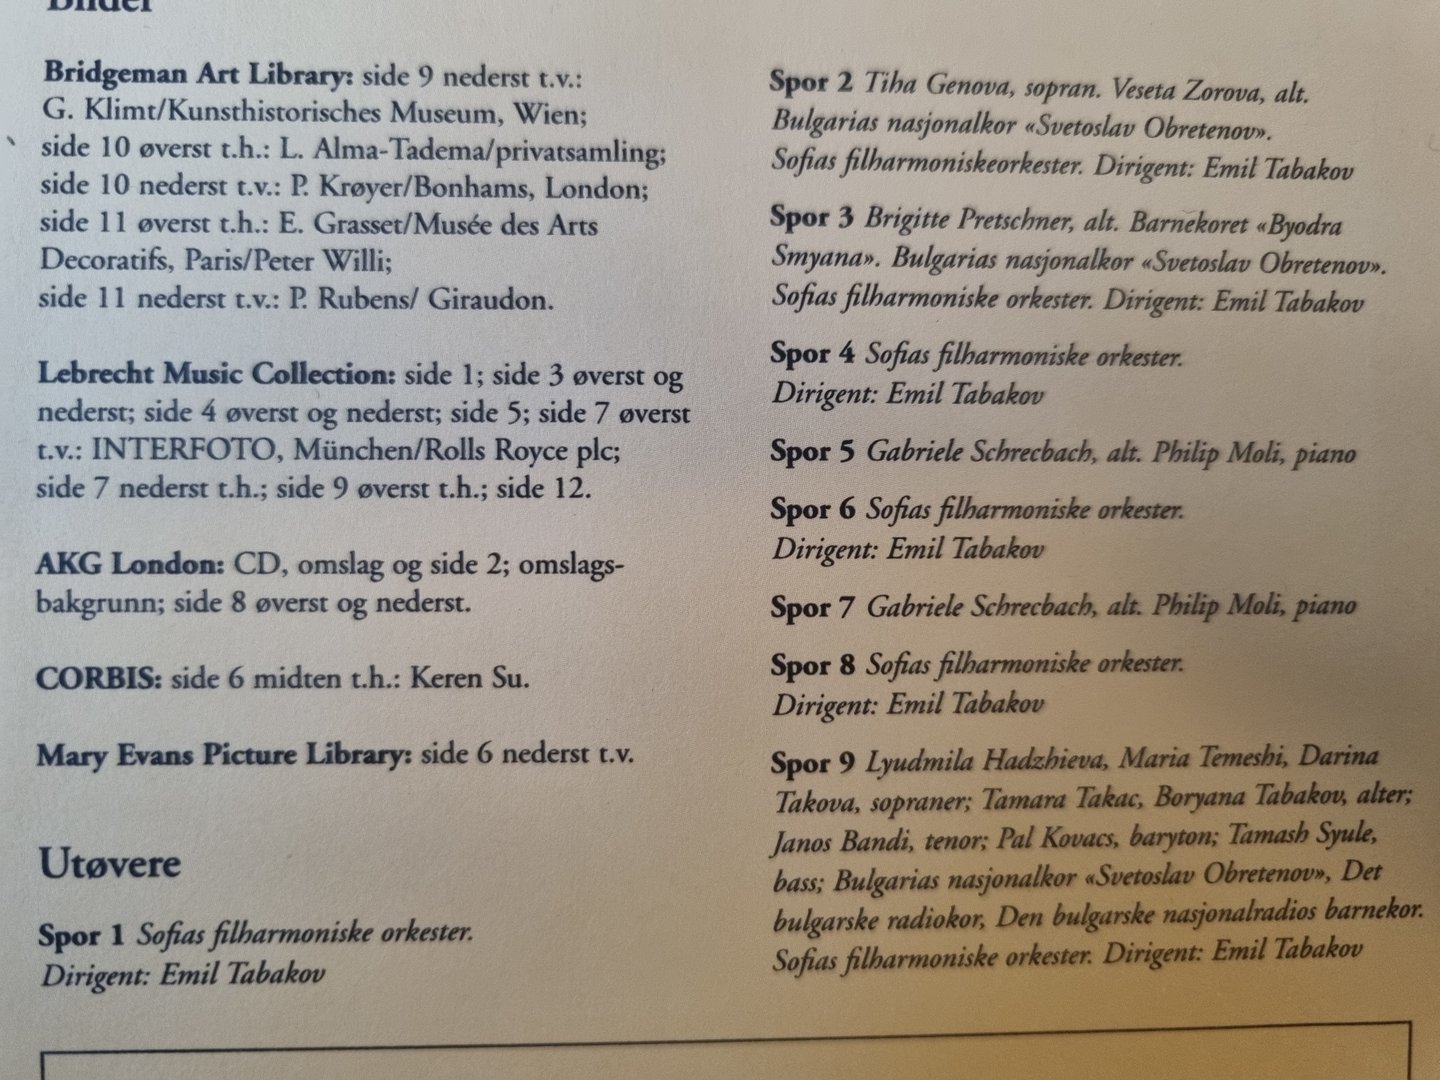 Bilder
Bridgeman Art Library: side 9 nederst t.v.:
G. Klimt/Kunsthistorisches Museum, Wien;
side 10 øverst t.h.: L. Alma-Tadema/privatsamling;
side 10 nederst t.v.: P. Krøyer/Bonhams, London;
side 11 øverst t.h.: E. Grasset/Musée des Arts
Decoratifs, Paris/Peter Willi;
side 11 nederst t.v.: P. Rubens/ Giraudon.
Lebrecht Music Collection: side 1; side 3 øverst og
nederst; side 4 øverst og nederst; side 5; side 7 øverst
t.v.: INTERFOTO, München/Rolls Royce plc;
side 7 nederst t.h.; side 9 øverst t.h.; side 12.
AKG London: CD, omslag og side 2; omslags-
bakgrunn; side 8 øverst og nederst.
CORBIS: side 6 midten t.h.: Keren Su.
Mary Evans Picture Library: side 6 nederst t.v.
Utøvere
Spor 1 Sofias filharmoniske orkester.
Dirigent: Emil Tabakov
Spor 2 Tiha Genova, sopran. Veseta Zorova, alt.
Bulgarias nasjonalkor «Svetoslav Obretenov».
Sofias filharmoniskeorkester. Dirigent: Emil Tabakov
Spor 3 Brigitte Pretschner, alt. Barnekoret «Byodra
Smyana». Bulgarias nasjonalkor «Svetoslav Obretenov».
Sofias filharmoniske orkester. Dirigent: Emil Tabakov
Spor 4 Sofias filharmoniske orkester.
Dirigent: Emil Tabakov
Spor 5 Gabriele Schrecbach, alt. Philip Moli, piano
Spor 6 Sofias filharmoniske orkester.
Dirigent: Emil Tabakov
Spor 7 Gabriele Schrecbach, alt. Philip Moli, piano
Spor 8 Sofias filharmoniske orkester.
Dirigent: Emil Tabakov
Spor 9 Lyudmila Hadzhieva, Maria Temeshi, Darina
Takova, sopraner; Tamara Takac, Boryana Tabakov, alter;
Janos Bandi, tenor; Pal Kovacs, baryton; Tamash Syule,
bass; Bulgarias nasjonalkor «Svetoslav Obretenov», Det
bulgarske radiokor, Den bulgarske nasjonalradios barnekor.
Sofias filharmoniske orkester. Dirigent: Emil Tabakov